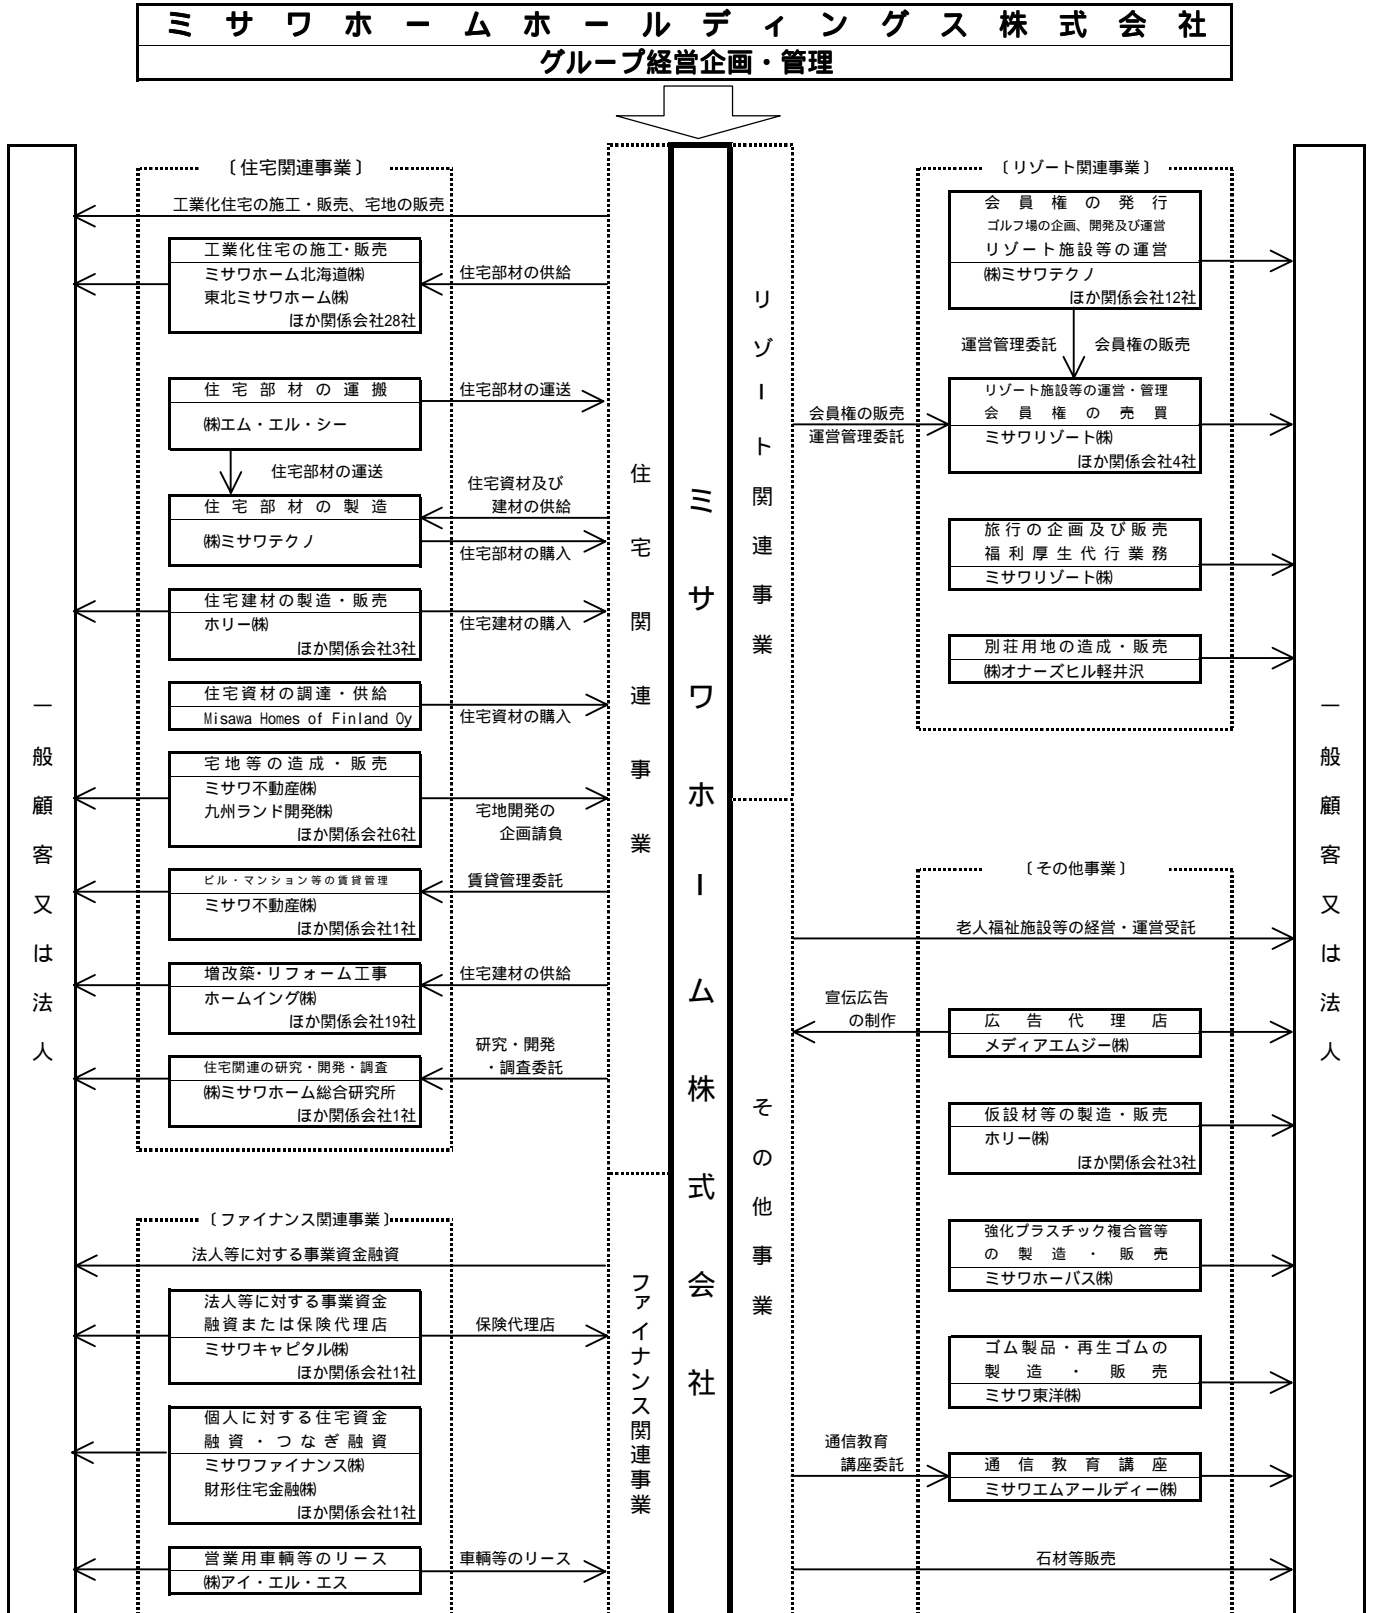 ミサワホームホールディングス株式会社
グループ経営企画・管理
一般顧客又は法人
〔住宅関連事業〕
工業化住宅の施工・販売、宅地の販売
工業化住宅の施工・販売
ミサワホーム北海道㈱
東北ミサワホーム㈱
ほか関係会社28社
住宅部材の供給
住宅部材の運搬
㈱エム・エル・シー
住宅部材の運送
住宅部材の運送
住宅部材の製造
㈱ミサワテクノ
住宅資材及び
建材の供給
住宅部材の購入
住宅建材の製造・販売
ホリー㈱
ほか関係会社3社
住宅建材の購入
住宅資材の調達・供給
Misawa Homes of Finland Oy
住宅資材の購入
宅地等の造成・販売
ミサワ不動産㈱
九州ランド開発㈱
ほか関係会社6社
宅地開発の
企画請負
ビル・マンション等の賃貸管理
ミサワ不動産㈱
ほか関係会社1社
賃貸管理委託
増改築・リフォーム工事
ホームイング㈱
ほか関係会社19社
住宅建材の供給
住宅関連の研究・開発・調査
㈱ミサワホーム総合研究所
ほか関係会社1社
研究・開発
・調査委託
〔ファイナンス関連事業〕
法人等に対する事業資金融資
法人等に対する事業資金
融資または保険代理店
ミサワキャピタル㈱
ほか関係会社1社
保険代理店
個人に対する住宅資金
融資・つなぎ融資
ミサワファイナンス㈱
財形住宅金融㈱
ほか関係会社1社
営業用車輌等のリース
㈱アイ・エル・エス
車輌等のリース
住宅関連事業
ファイナンス関連事業
ミサワホーム株式会社
リゾート関連事業
その他事業
〔リゾート関連事業〕
会員権の発行
ゴルフ場の企画、開発及び運営
リゾート施設等の運営
㈱ミサワテクノ
ほか関係会社12社
運営管理委託
会員権の販売
会員権の販売
運営管理委託
リゾート施設等の運営・管理
会員権の売買
ミサワリゾート㈱
ほか関係会社4社
旅行の企画及び販売
福利厚生代行業務
ミサワリゾート㈱
別荘用地の造成・販売
㈱オナーズヒル軽井沢
〔その他事業〕
老人福祉施設等の経営・運営受託
宣伝広告
の制作
広告代理店
メディアエムジー㈱
仮設材等の製造・販売
ホリー㈱
ほか関係会社3社
強化プラスチック複合管等
の製造・販売
ミサワホーバス㈱
ゴム製品・再生ゴムの
製造・販売
ミサワ東洋㈱
通信教育
講座委託
通信教育講座
ミサワエムアールディー㈱
石材等販売
一般顧客又は法人